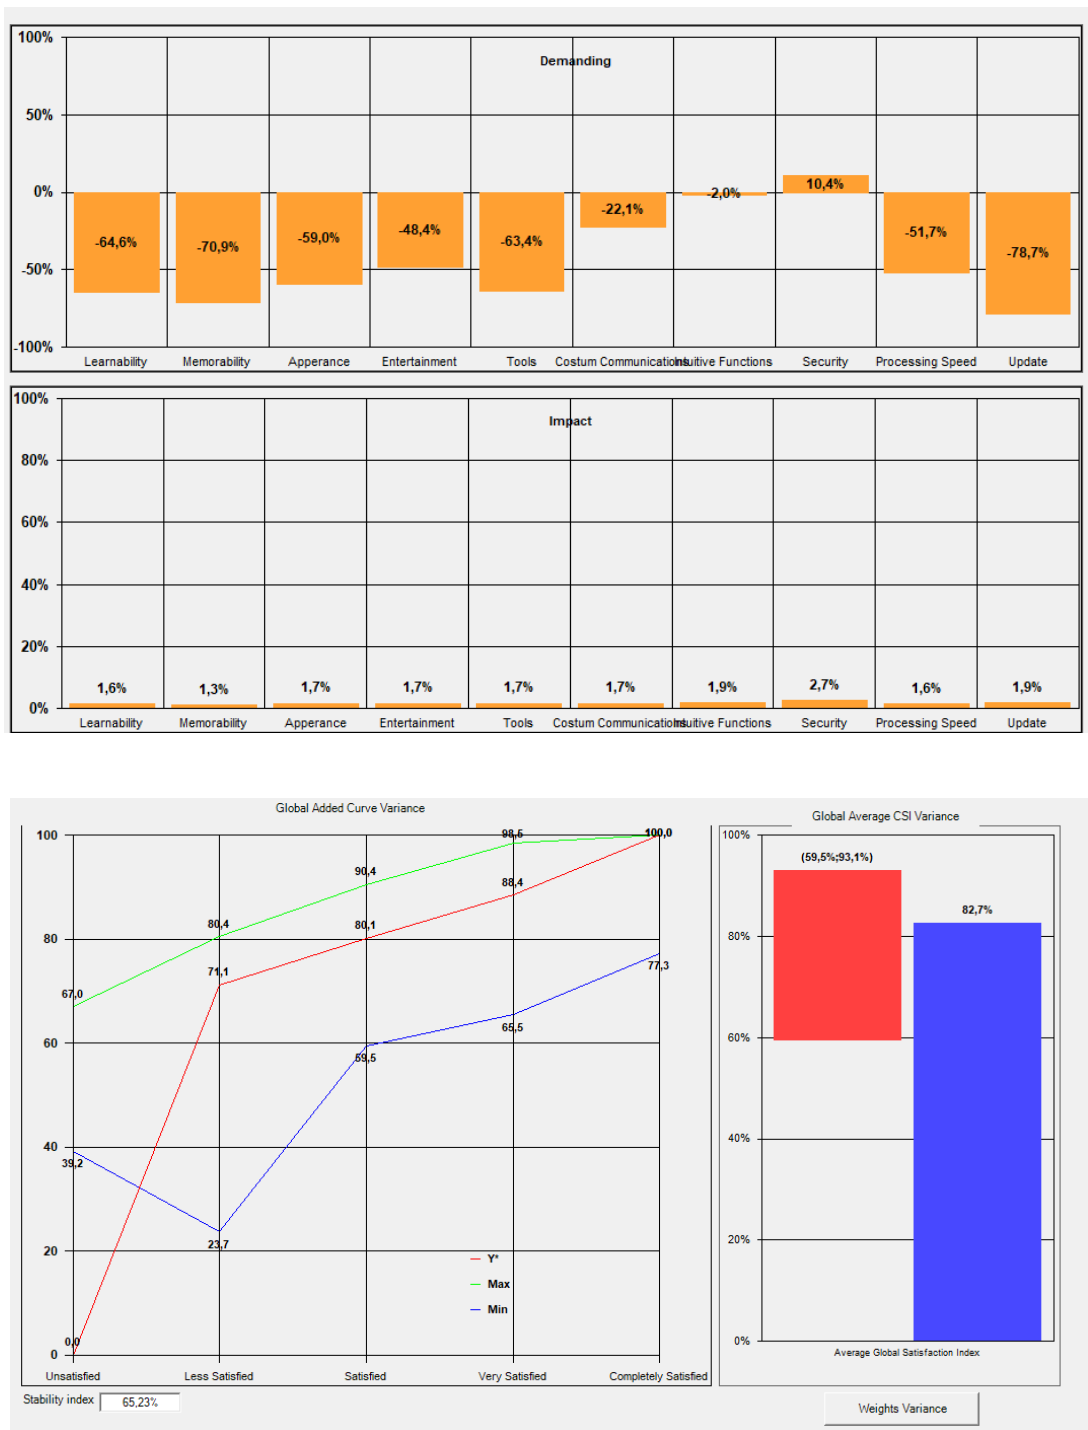 100%
Demanding
50%
0%
-64,6% -70,9% -59,0% -48,4% -63,4% -22,1% -2,0% 10,4% -51,7% -78,7%
-50%
-100%
Learnability Memorability Apperance Entertainment Tools Costum Communications Intuitive Functions Security Processing Speed Update
100%
Impact
80%
60%
40%
20%
1,6% 1,3% 1,7% 1,7% 1,7% 1,7% 1,9% 2,7% 1,6% 1,9%
0%
Learnability Memorability Apperance Entertainment Tools Costum Communications Intuitive Functions Security Processing Speed Update
Global Added Curve Variance
100
98,5 100,0
90,4
88,4
80,4
80,1
80
77,3
71,1
67,0
65,5
60
59,5
40
39,2
23,7
20
Y*
Max
Min
0,0
0
Unsatisfied Less Satisfied Satisfied Very Satisfied Completely Satisfied
Stability index 65,23%
Global Average CSI Variance
100%
(59,5%;93,1%)
82,7%
80%
60%
40%
20%
0%
Average Global Satisfaction Index
Weights Variance